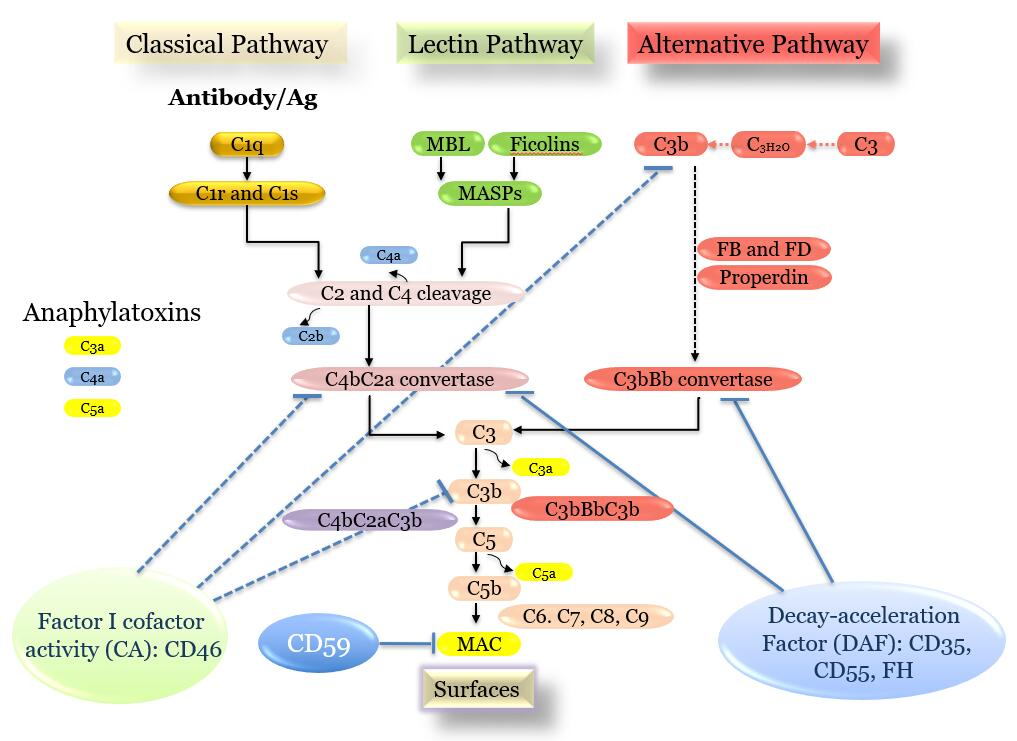 Classical Pathway
Lectin Pathway
Alternative Pathway
Antibody/Ag
C1q
MBL
Ficolins
C3b
C3H2O
C3
C1r and C1s
MASPs
FB and FD
Properdin
C4a
C2 and C4 cleavage
C2b
Anaphylatoxins
C3a
C4a
C5a
C4bC2a convertase
C3bBb convertase
C3
C3a
C3b
C4bC2aC3b
C3bBbC3b
C5
C5a
C5b
C6. C7, C8, C9
MAC
CD59
Factor I cofactor
activity (CA): CD46
Decay-acceleration
Factor (DAF): CD35,
CD55, FH
Surfaces